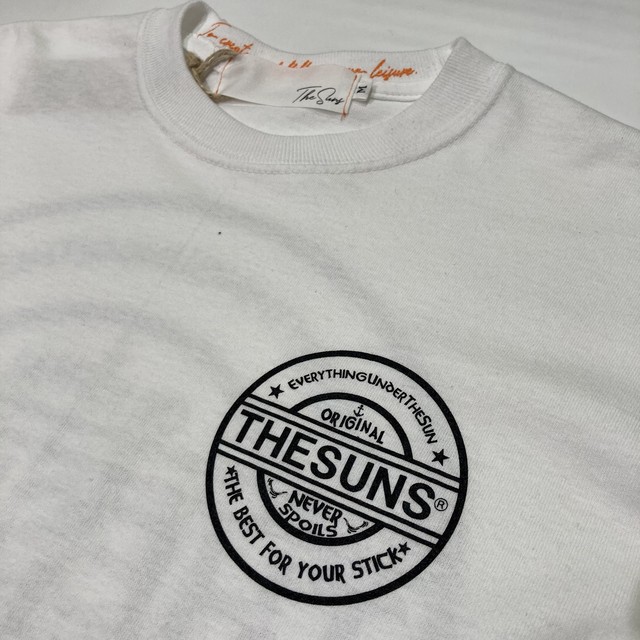 leisure.
The Suns
M
EVERYTHINGUNDERTHESUN
ORIGINAL
THESUNS®
NEVER
SPOILS
THE BEST FOR YOUR STICK